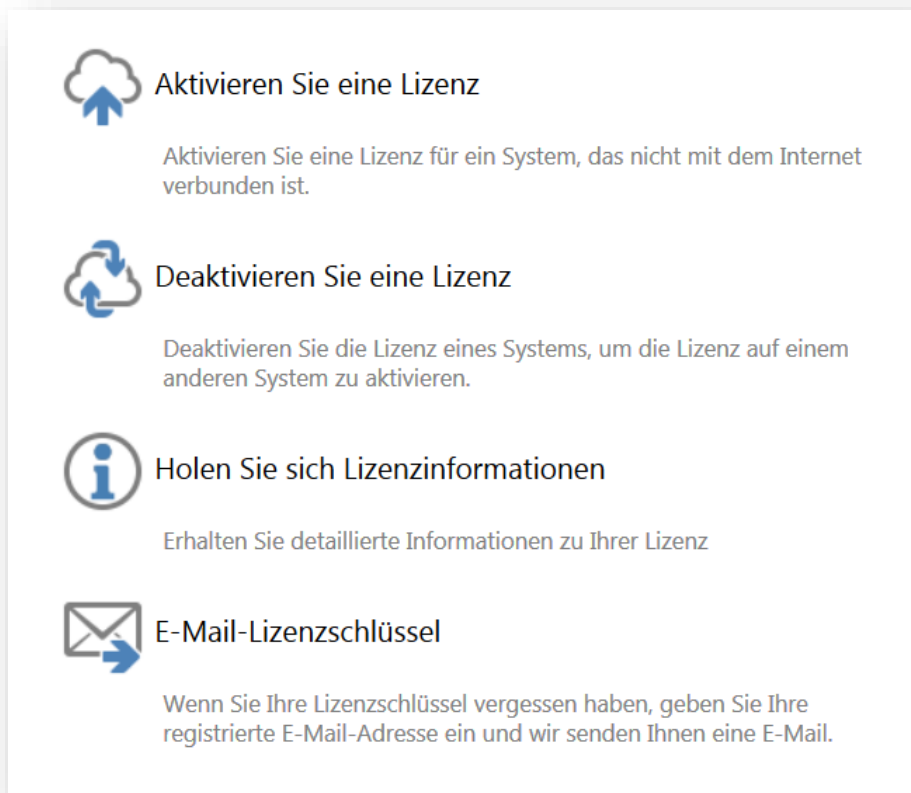 Aktivieren Sie eine Lizenz
Aktivieren Sie eine Lizenz für ein System, das nicht mit dem Internet
verbunden ist.
Deaktivieren Sie eine Lizenz
Deaktivieren Sie die Lizenz eines Systems, um die Lizenz auf einem
anderen System zu aktivieren.
Holen Sie sich Lizenzinformationen
Erhalten Sie detaillierte Informationen zu Ihrer Lizenz
E-Mail-Lizenzschlüssel
Wenn Sie Ihre Lizenzschlüssel vergessen haben, geben Sie Ihre
registrierte E-Mail-Adresse ein und wir senden Ihnen eine E-Mail.